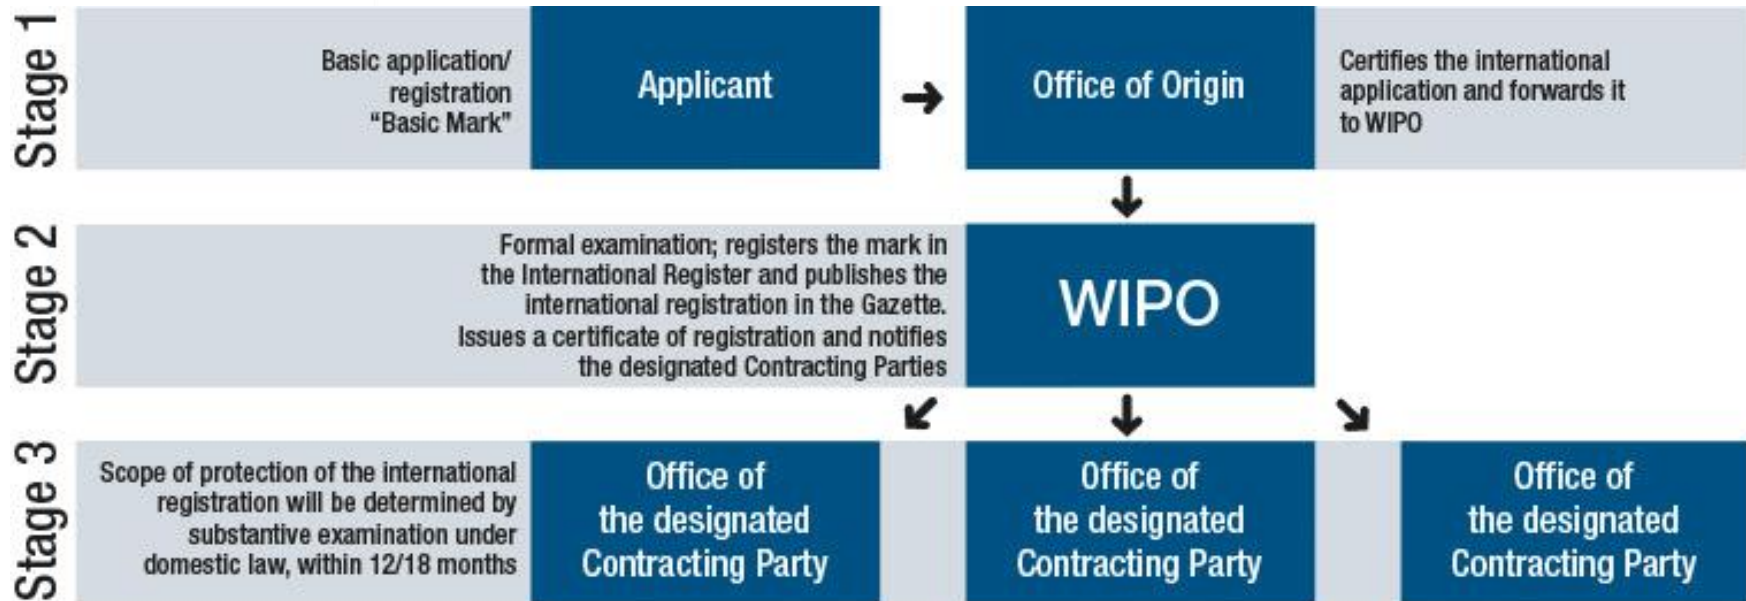 Stage 1
Basic application/
registration
“Basic Mark”
Applicant
Office of Origin
Certifies the international
application and forwards it
to WIPO
Stage 2
Formal examination; registers the mark in
the International Register and publishes the
international registration in the Gazette.
Issues a certificate of registration and notifies
the designated Contracting Parties
WIPO
Stage 3
Scope of protection of the international
registration will be determined by
substantive examination under
domestic law, within 12/18 months
Office of
the designated
Contracting Party
Office of
the designated
Contracting Party
Office of
the designated
Contracting Party